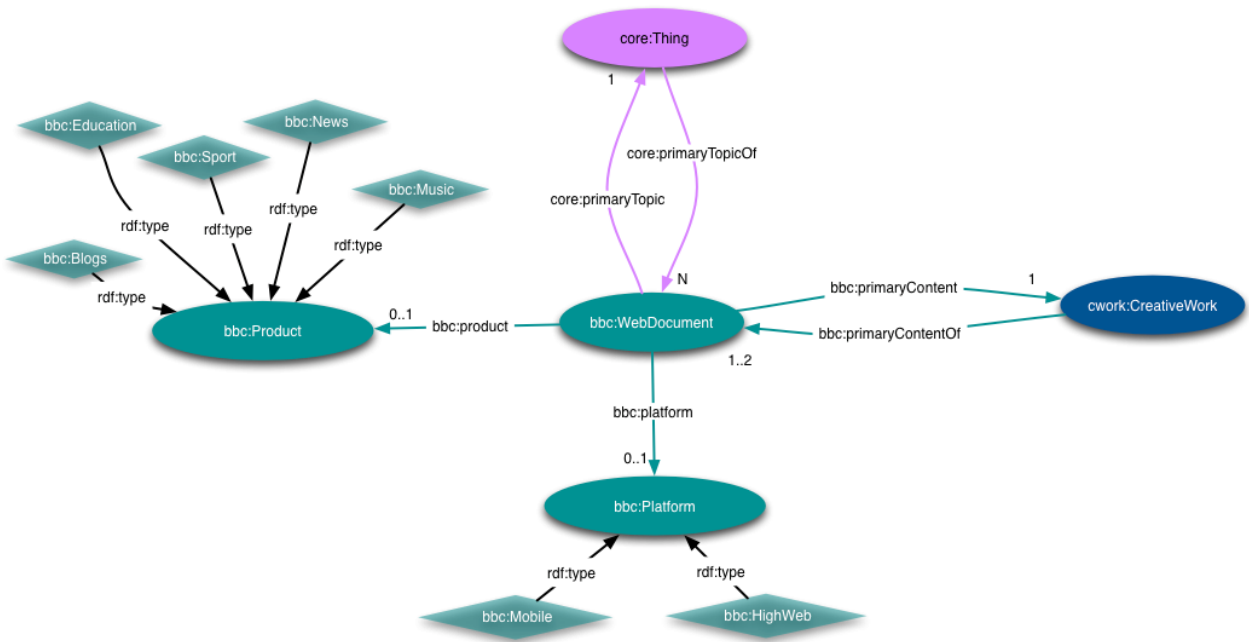 core:Thing
1
bbc:Education
bbc:News
bbc:Sport
core:primaryTopicOf
bbc:Music
core:primaryTopic
rdf:type
rdf:type
rdf:type
rdf:type
bbc:Blogs
rdf:type
N
1
bbc:primaryContent
cwork:CreativeWork
0..1
bbc:product
bbc:WebDocument
bbc:Product
bbc:primaryContentOf
1..2
bbc:platform
0..1
bbc:Platform
rdf:type
rdf:type
bbc:Mobile
bbc:HighWeb